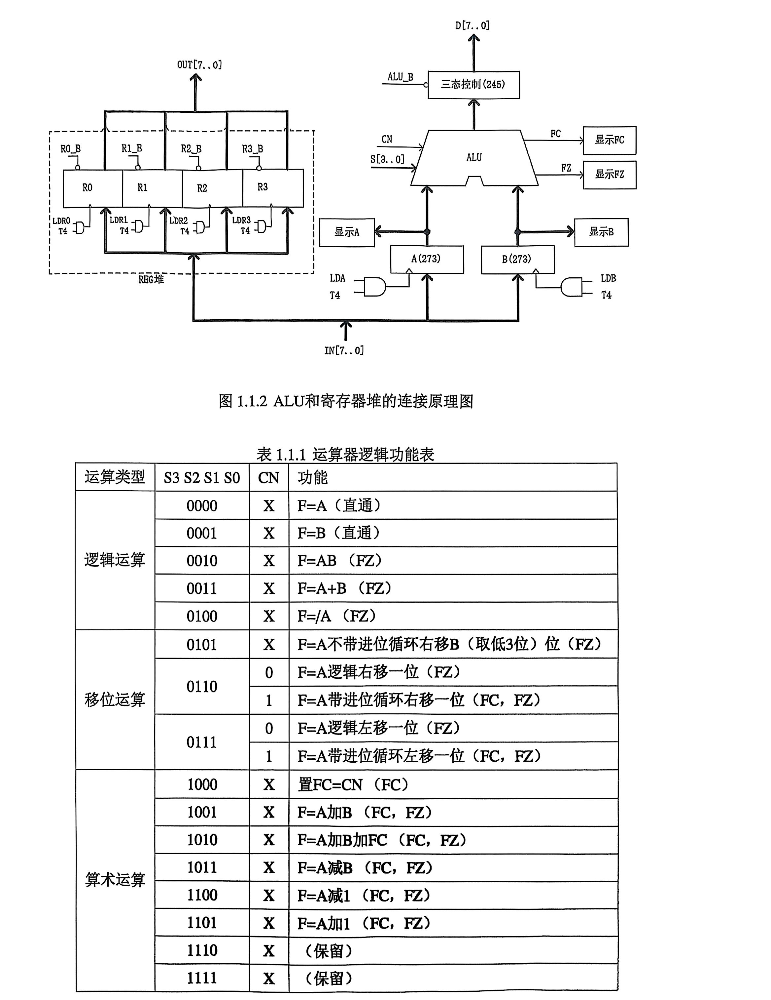 D[7..0]
OUT[7..0]
ALU_B
三态控制(245)
R0_B R1_B R2_B R3_B
CN
S[3..0]
ALU
FC
显示FC
FZ
显示FZ
R0 R1 R2 R3
LDR0 LDR1 LDR2 LDR3
T4 T4 T4 T4
显示A
显示B
A(273)
B(273)
REG堆
LDA
T4
LDB
T4
IN[7..0]
图 1.1.2 ALU和寄存器堆的连接原理图
表 1.1.1 运算器逻辑功能表
运算类型 S3 S2 S1 S0 CN 功能
逻辑运算
0000 X F=A（直通）
0001 X F=B（直通）
0010 X F=AB （FZ）
0011 X F=A+B （FZ）
0100 X F=/A （FZ）
移位运算
0101 X F=A不带进位循环右移B（取低3位）位（FZ）
0110 0 F=A逻辑右移一位（FZ）
1 F=A带进位循环右移一位（FC，FZ）
0111 0 F=A逻辑左移一位（FZ）
1 F=A带进位循环左移一位（FC，FZ）
算术运算
1000 X 置FC=CN （FC）
1001 X F=A加B （FC，FZ）
1010 X F=A加B加FC （FC，FZ）
1011 X F=A减B （FC，FZ）
1100 X F=A减1 （FC，FZ）
1101 X F=A加1 （FC，FZ）
1110 X （保留）
1111 X （保留）